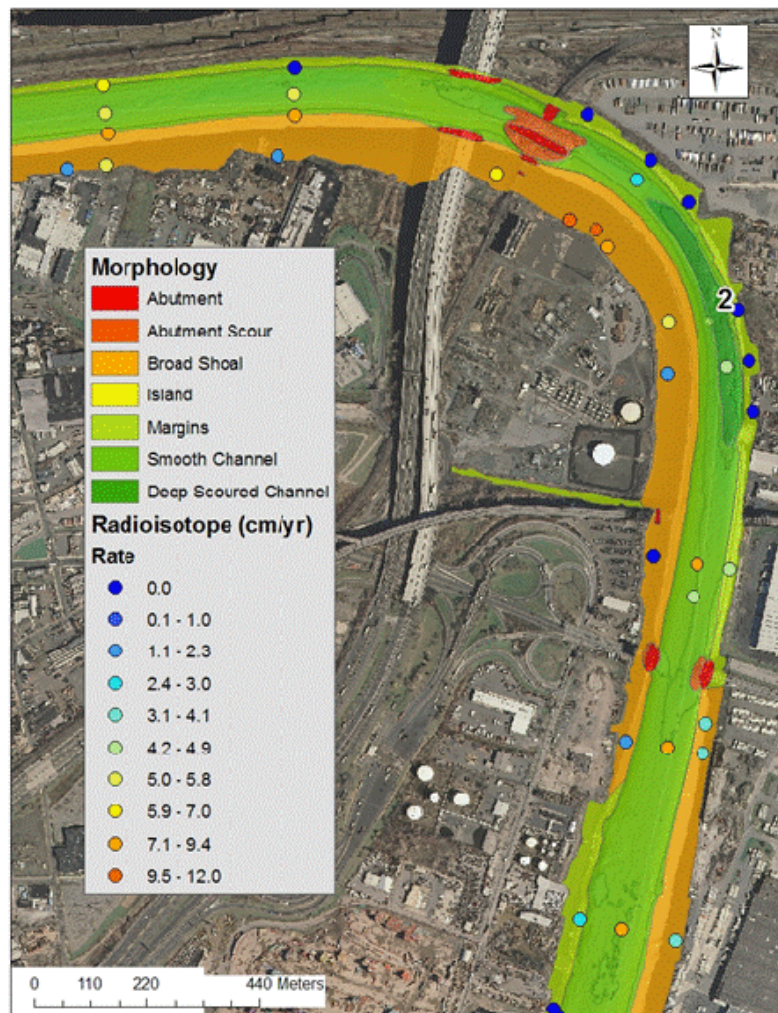 N
2
Morphology
Abutment
Abutment Scour
Broad Shoal
Island
Margins
Smooth Channel
Deep Scoured Channel
Radioisotope (cm/yr)
Rate
0.0
0.1 - 1.0
1.1 - 2.3
2.4 - 3.0
3.1 - 4.1
4.2 - 4.9
5.0 - 5.8
5.9 - 7.0
7.1 - 9.4
9.5 - 12.0
0 110 220 440 Meters